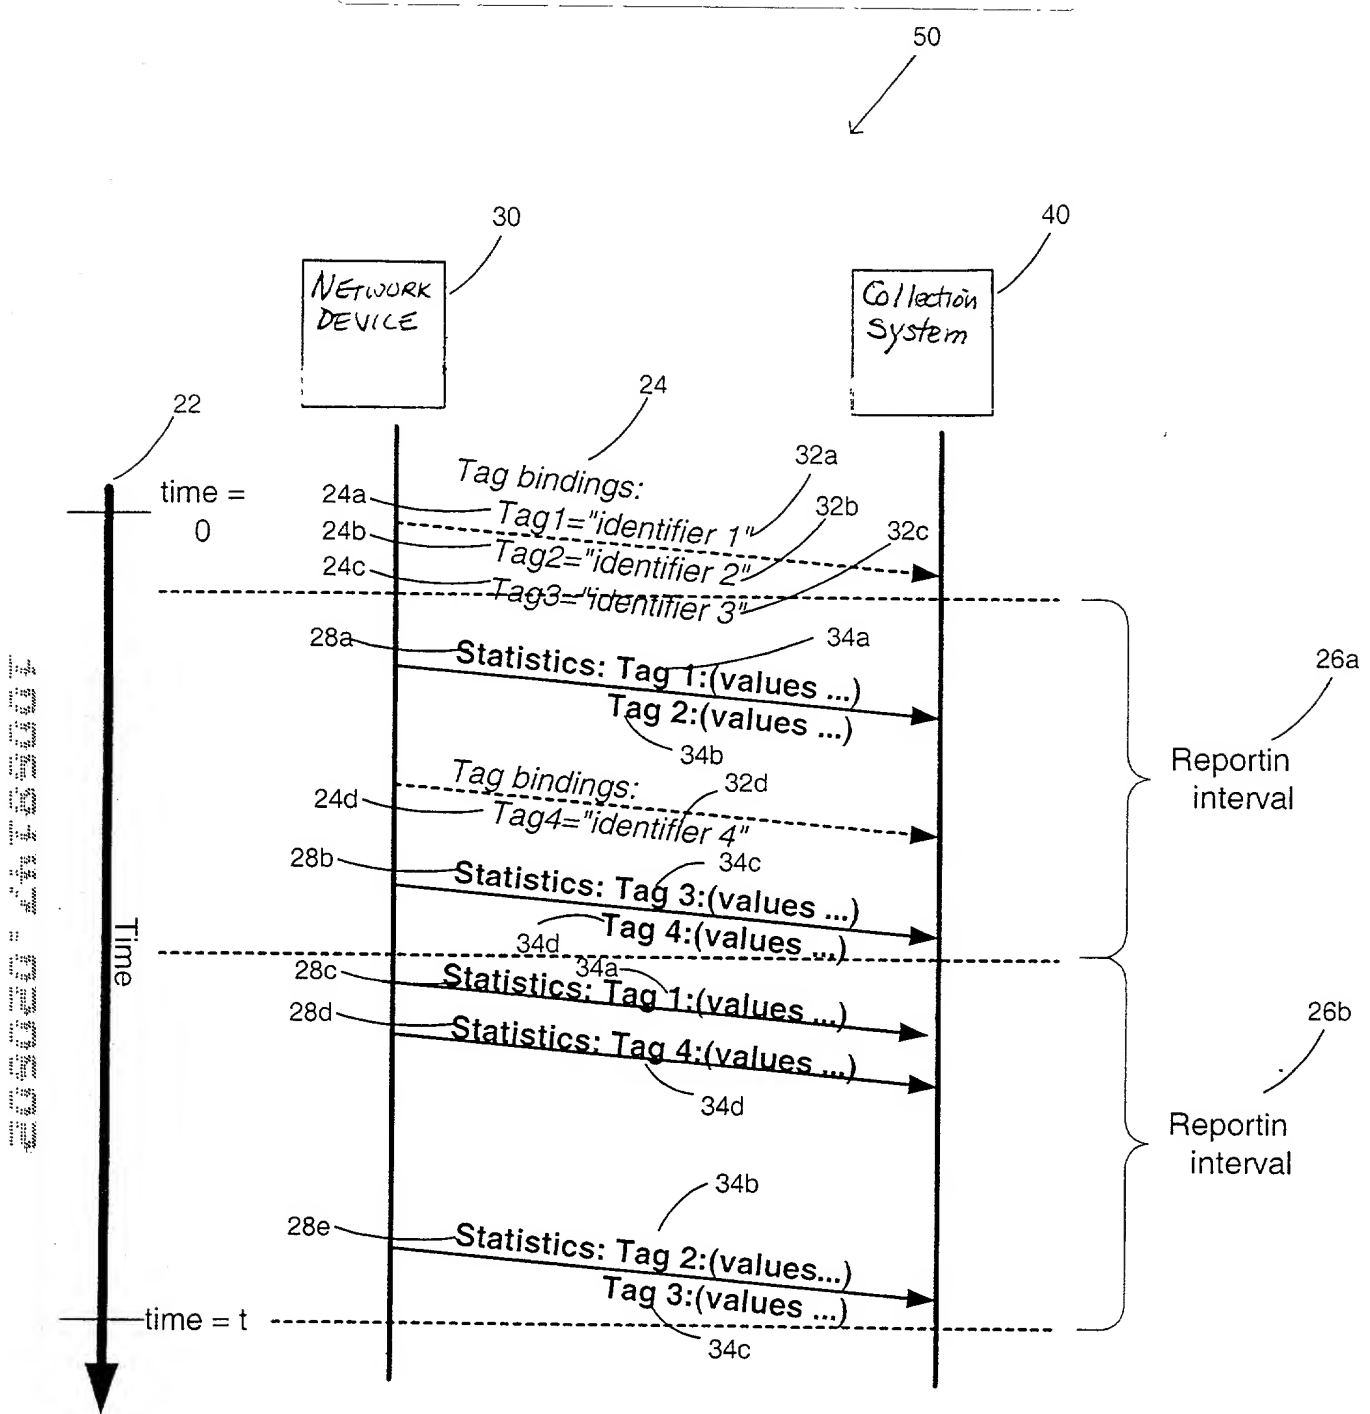 50
30
40
NETWORK
DEVICE
Collection
System
22
24
time =
0
Tag bindings:
32a
24a
Tag1="identifier 1"
32b
24b
Tag2="identifier 2"
32c
24c
Tag3="identifier 3"
28a
Statistics: Tag 1:(values ...)
34a
Tag 2:(values ...)
34b
26a
Reportin
interval
Tag bindings:
32d
24d
Tag4="identifier 4"
28b
Statistics: Tag 3:(values ...)
34c
Tag 4:(values ...)
34d
Time
28c
34a
Statistics: Tag 1:(values ...)
28d
Statistics: Tag 4:(values ...)
34d
26b
Reportin
interval
34b
28e
Statistics: Tag 2:(values...)
Tag 3:(values ...)
34c
time = t